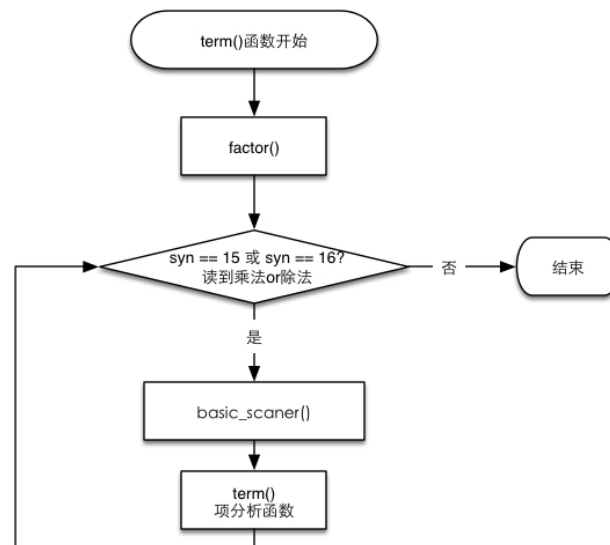 term()函数开始
factor()
syn == 15 或 syn == 16?
读到乘法or除法
否
结束
是
basic_scaner()
term()
项分析函数